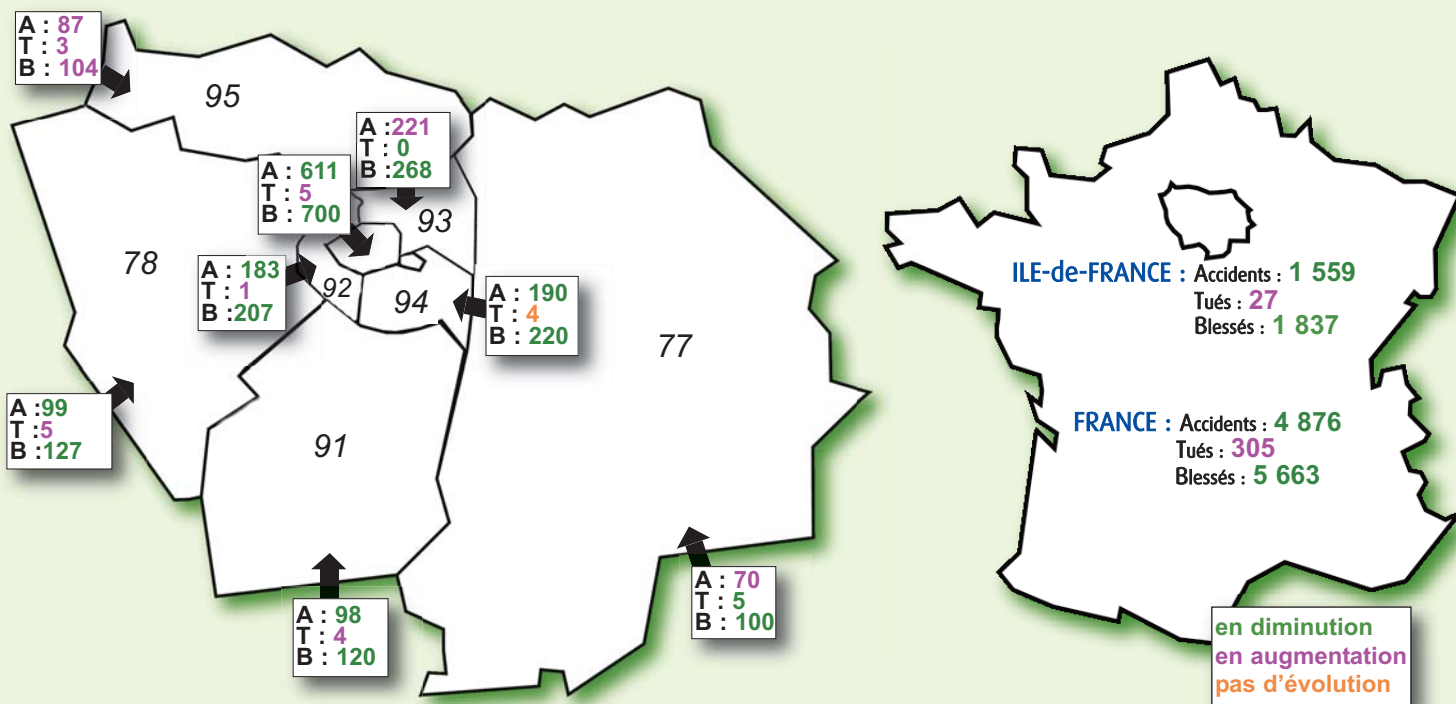 A : 87
T : 3
B : 104
95
A :221
T : 0
B :268
A : 611
T : 5
B : 700
93
78
A : 183
T : 1
B :207
92
94
A : 190
T : 4
B : 220
77
A :99
T :5
B :127
91
A : 98
T : 4
B : 120
A : 70
T : 5
B : 100
ILE-de-FRANCE : Accidents : 1 559
Tués : 27
Blessés : 1 837
FRANCE : Accidents : 4 876
Tués : 305
Blessés : 5 663
en diminution
en augmentation
pas d'évolution